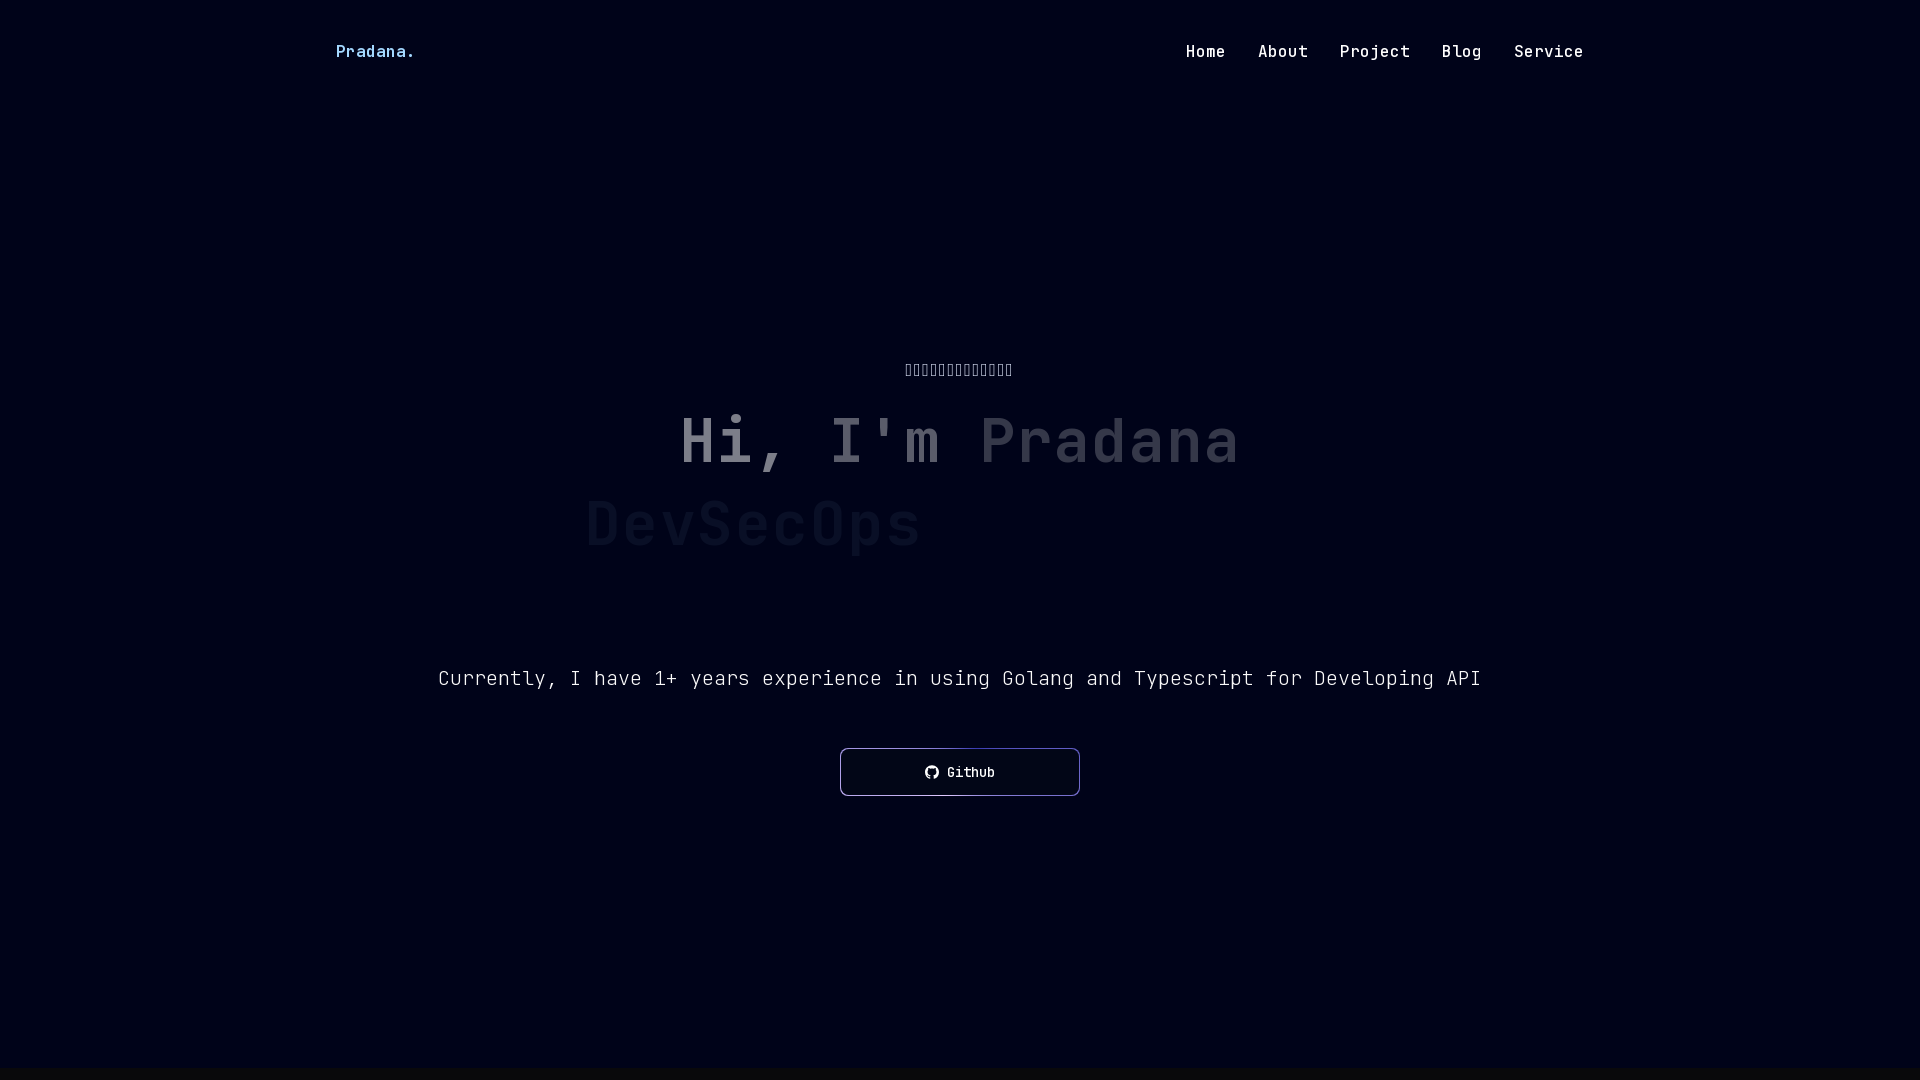 Pradana.
Home About Project Blog Service
Hi, I'm Pradana
DevSecOps
Currently, I have 1+ years experience in using Golang and Typescript for Developing API
Github